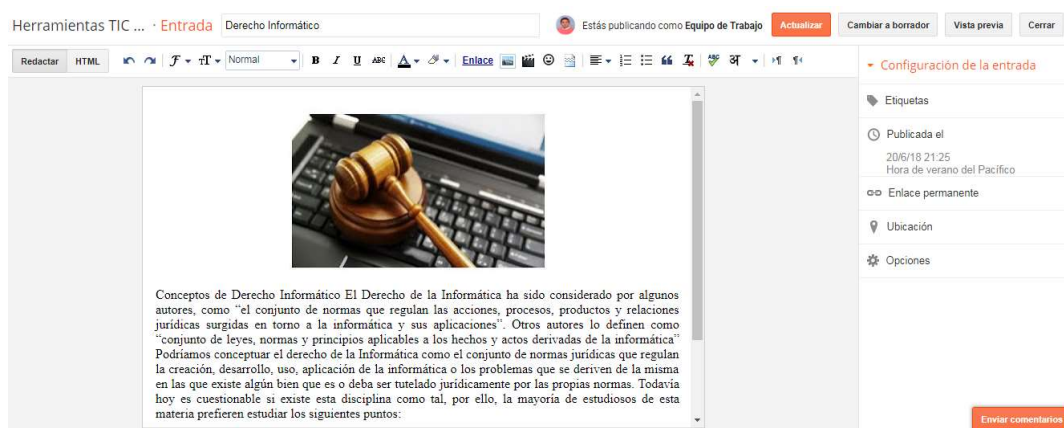 Herramientas TIC ... · Entrada Derecho Informático Estás publicando como Equipo de Trabajo Actualizar Cambiar a borrador Vista previa Cerrar
Redactar HTML Normal B I U ABC A Enlace ABC अ
Configuración de la entrada
Etiquetas
Publicada el
20/6/18 21:25
Hora de verano del Pacífico
Enlace permanente
Ubicación
Opciones
Conceptos de Derecho Informático El Derecho de la Informática ha sido considerado por algunos
autores, como “el conjunto de normas que regulan las acciones, procesos, productos y relaciones
jurídicas surgidas en torno a la informática y sus aplicaciones”. Otros autores lo definen como
“conjunto de leyes, normas y principios aplicables a los hechos y actos derivadas de la informática”
Podríamos conceptuar el derecho de la Informática como el conjunto de normas jurídicas que regulan
la creación, desarrollo, uso, aplicación de la informática o los problemas que se deriven de la misma
en las que existe algún bien que es o deba ser tutelado jurídicamente por las propias normas. Todavía
hoy es cuestionable si existe esta disciplina como tal, por ello, la mayoría de estudiosos de esta
materia prefieren estudiar los siguientes puntos:
Enviar comentarios